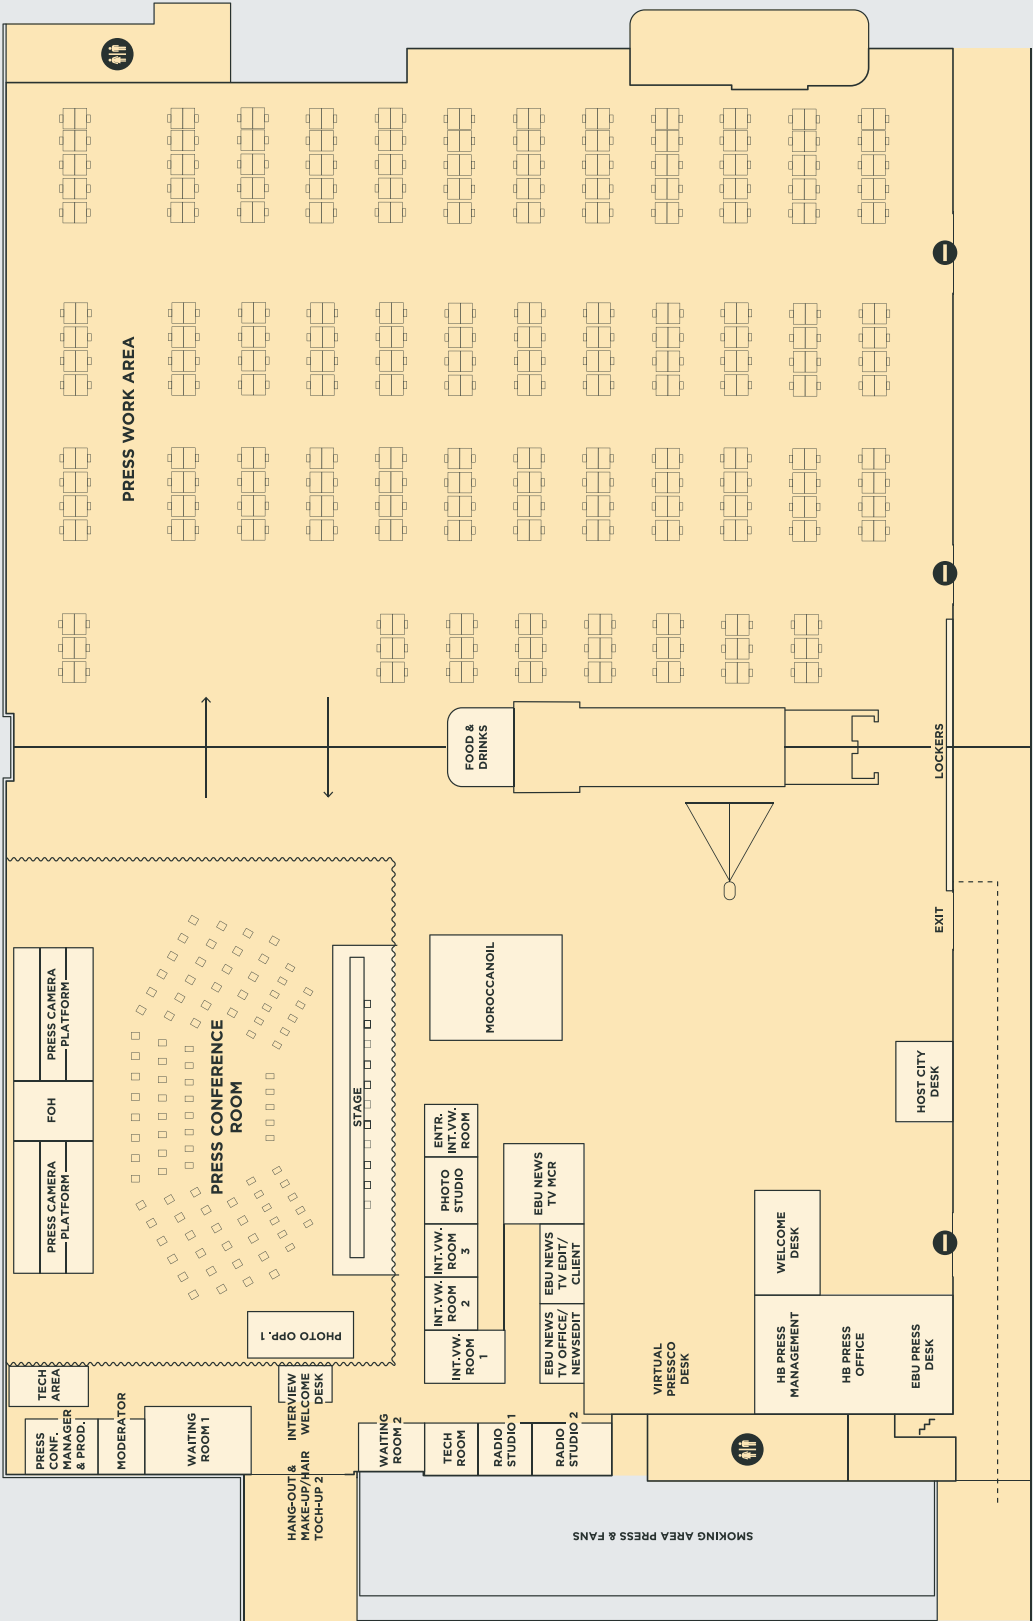 PRESS WORK AREA
FOOD &
DRINKS
LOCKERS
EXIT
PRESS CAMERA
PLATFORM
FOH
PRESS CAMERA
PLATFORM
PRESS CONFERENCE
ROOM
STAGE
MOROCCANOIL
HOST CITY
DESK
ENTR.
INT.VW.
ROOM
PHOTO
STUDIO
EBU NEWS
TV MCR
INT.VW.
ROOM
3
INT.VW.
ROOM
2
INT.VW.
ROOM
1
EBU NEWS
TV EDIT/
CLIENT
EBU NEWS
TV OFFICE/
NEWSEDIT
WELCOME
DESK
PHOTO OPP. 1
VIRTUAL
PRESSCO
DESK
HB PRESS
MANAGEMENT
HB PRESS
OFFICE
EBU PRESS
DESK
TECH
AREA
PRESS
CONF.
MANAGER
& PROD.
MODERATOR
WAITING
ROOM 1
INTERVIEW
WELCOME
DESK
HANG-OUT &
MAKE-UP/HAIR
TOCH-UP 2
WAITING
ROOM 2
TECH
ROOM
RADIO
STUDIO 1
RADIO
STUDIO 2
SMOKING AREA PRESS & FANS